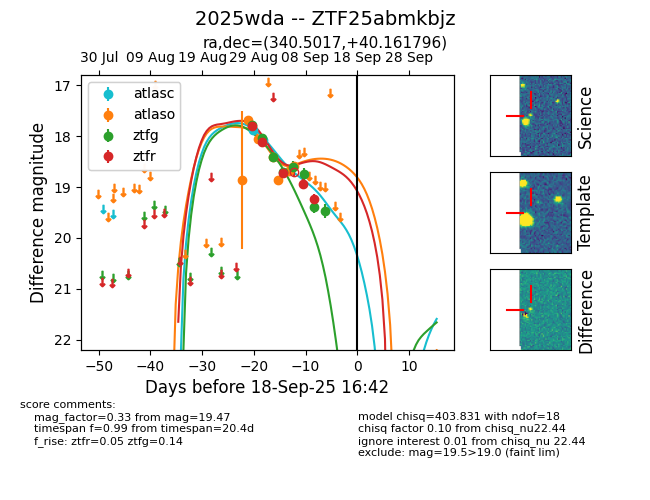 2025wda -- ZTF25abmkbjz
ra,dec=(340.5017,+40.161796)
30 Jul 09 Aug 19 Aug 29 Aug 08 Sep 18 Sep 28 Sep
17
18
19
20
21
22
Difference magnitude
atlasc
atlaso
ztfg
ztfr
−50 −40 −30 −20 −10 0 10
Days before 18-Sep-25 16:42
Science
Template
Difference
score comments:
mag_factor=0.33 from mag=19.47
timespan f=0.99 from timespan=20.4d
f_rise: ztfr=0.05 ztfg=0.14
model chisq=403.831 with ndof=18
chisq factor 0.10 from chisq_nu22.44
ignore interest 0.01 from chisq_nu 22.44
exclude: mag=19.5>19.0 (faint lim)